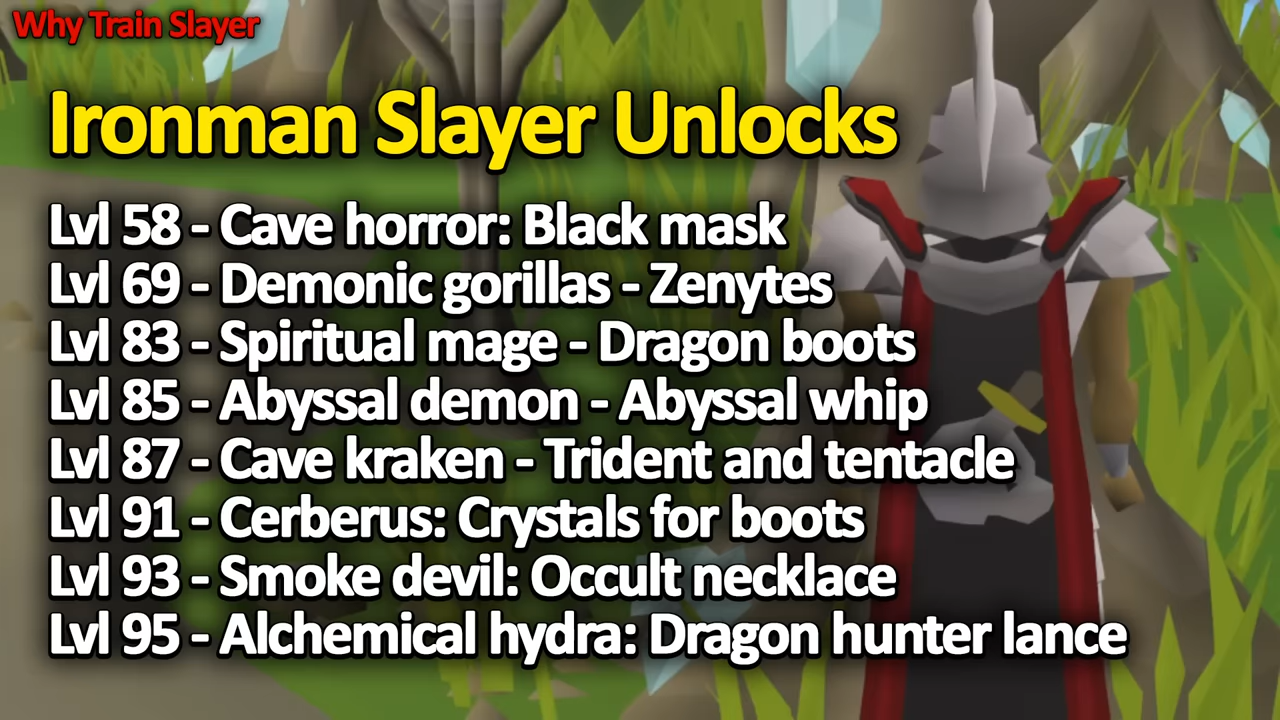 Why Train Slayer
Ironman Slayer Unlocks
Lvl 58 - Cave horror: Black mask
Lvl 69 - Demonic gorillas - Zenytes
Lvl 83 - Spiritual mage - Dragon boots
Lvl 85 - Abyssal demon - Abyssal whip
Lvl 87 - Cave kraken - Trident and tentacle
Lvl 91 - Cerberus: Crystals for boots
Lvl 93 - Smoke devil: Occult necklace
Lvl 95 - Alchemical hydra: Dragon hunter lance